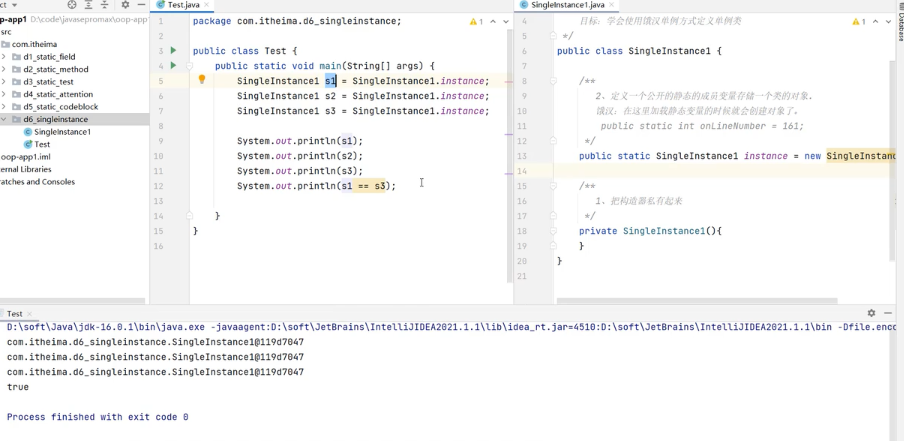 ct
-app1 D:\code\javasepromax\oop-app1
src
com.itheima
d1_static_field
d2_static_method
d3_static_test
d4_static_attention
d5_static_codeblock
d6_singleinstance
SingleInstance1
Test
oop-app1.iml
ternal Libraries
ratches and Consoles
Test.java
1 package com.itheima.d6_singleinstance;
1
2
3 public class Test {
4 public static void main(String[] args) {
5 SingleInstance1 s1 = SingleInstance1.instance;
6 SingleInstance1 s2 = SingleInstance1.instance;
7 SingleInstance1 s3 = SingleInstance1.instance;
8
9 System.out.println(s1);
10 System.out.println(s2);
11 System.out.println(s3);
12 System.out.println(s1 == s3);
13
14 }
15 }
16
SingleInstance1.java
4 目标：学会使用饿汉单例方式定义单例类
1
5 */
6 public class SingleInstance1 {
7
8 /**
9 2、定义一个公开的静态的成员变量存储一个类的对象.
10 饿汉：在这里加载静态变量的时候就会创建对象了。
11 public static int onLineNumber = 161;
12 */
13 public static SingleInstance1 instance = new SingleInstanc
14
15 /**
16 1、把构造器私有起来
17 */
18 private SingleInstance1(){
19 }
20 }
21
Database
Test
D:\soft\Java\jdk-16.0.1\bin\java.exe -javaagent:D:\soft\JetBrains\IntelliJIDEA2021.1.1\lib\idea_rt.jar=4510:D:\soft\JetBrains\IntelliJIDEA2021.1.1\bin -Dfile.enco
com.itheima.d6_singleinstance.SingleInstance1@119d7047
com.itheima.d6_singleinstance.SingleInstance1@119d7047
com.itheima.d6_singleinstance.SingleInstance1@119d7047
true
Process finished with exit code 0